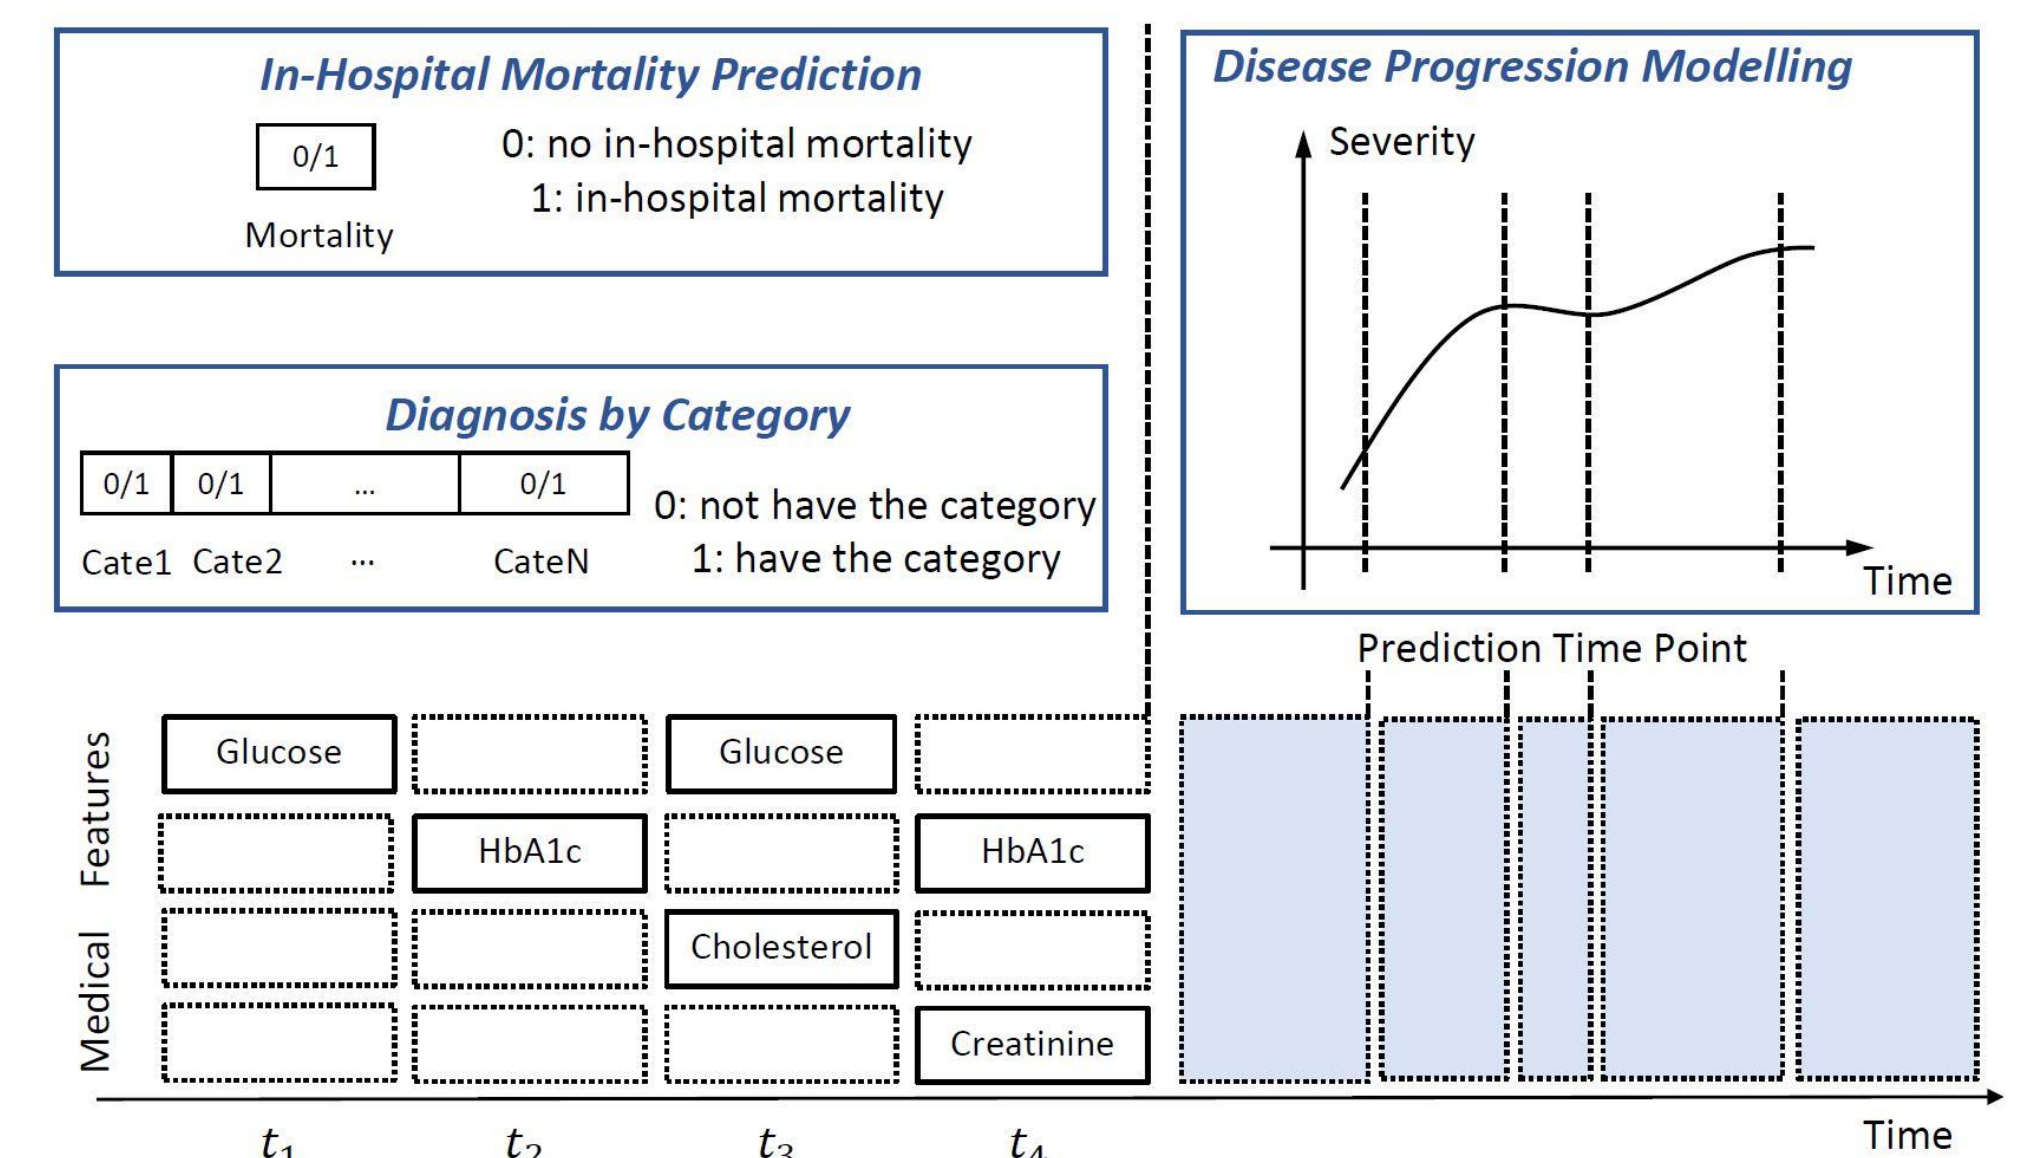 In-Hospital Mortality Prediction
0/1
0: no in-hospital mortality
1: in-hospital mortality
Mortality
Diagnosis by Category
0/1 0/1 ... 0/1
0: not have the category
1: have the category
Cate1 Cate2 ... CateN
Disease Progression Modelling
Severity
Time
Prediction Time Point
Medical Features
Glucose Glucose
HbA1c HbA1c
Cholesterol
Creatinine
t1 t2 t3 t4
Time